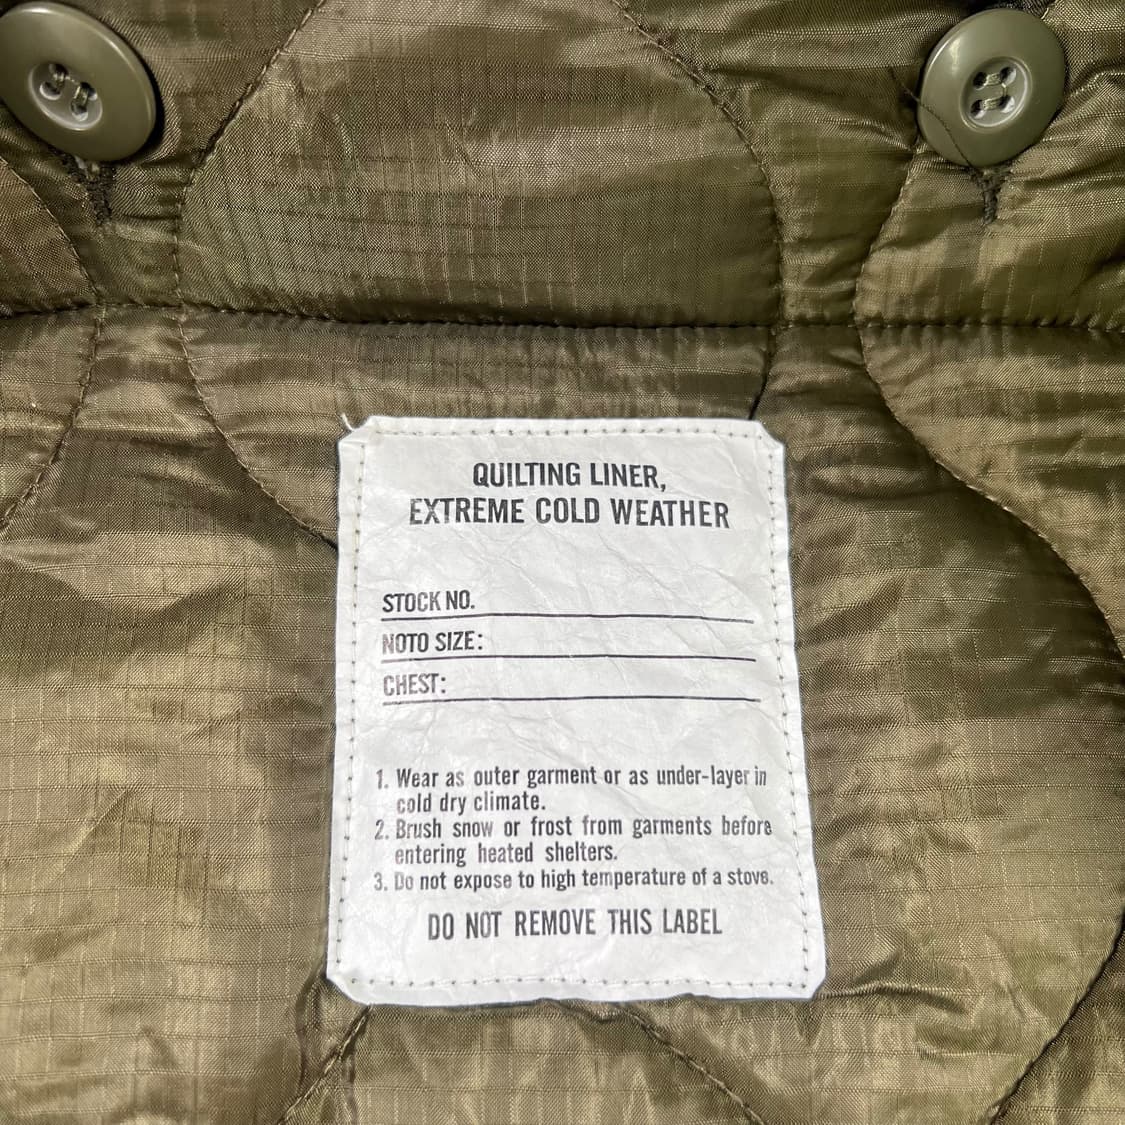 QUILTING LINER,
EXTREME COLD WEATHER
STOCK NO.
NOTO SIZE:
CHEST:
1. Wear as outer garment or as under-layer in
cold dry climate.
2. Brush snow or frost from garments before
entering heated shelters.
3. Do not expose to high temperature of a stove.
DO NOT REMOVE THIS LABEL